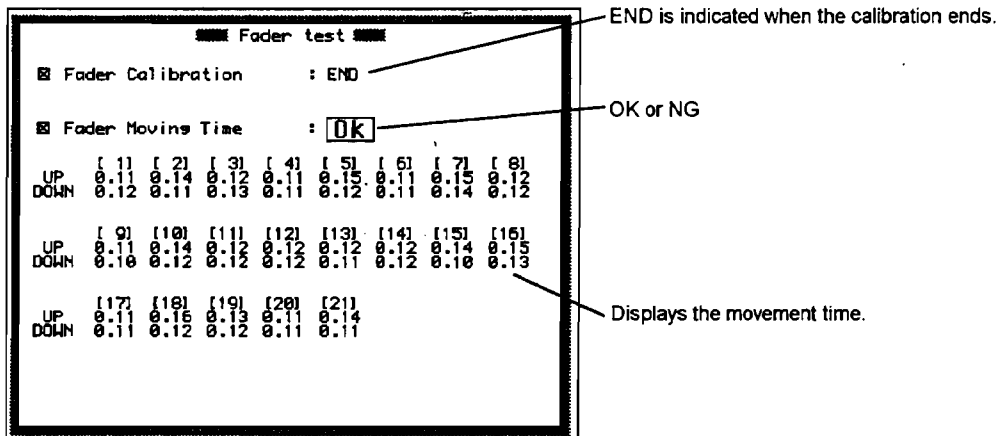 Fader test
Fader Calibration : END
Fader Moving Time : Ok
[ 1] [ 2] [ 3] [ 4] [ 5] [ 6] [ 7] [ 8]
UP 0.11 0.14 0.12 0.11 0.15 0.11 0.15 0.12
DOWN 0.12 0.11 0.13 0.11 0.12 0.11 0.14 0.12
[ 9] [10] [11] [12] [13] [14] [15] [16]
UP 0.11 0.14 0.12 0.12 0.12 0.12 0.14 0.15
DOWN 0.10 0.12 0.12 0.12 0.11 0.12 0.10 0.13
[17] [18] [19] [20] [21]
UP 0.11 0.16 0.13 0.11 0.14
DOWN 0.11 0.12 0.12 0.11 0.11
END is indicated when the calibration ends.
OK or NG
Displays the movement time.